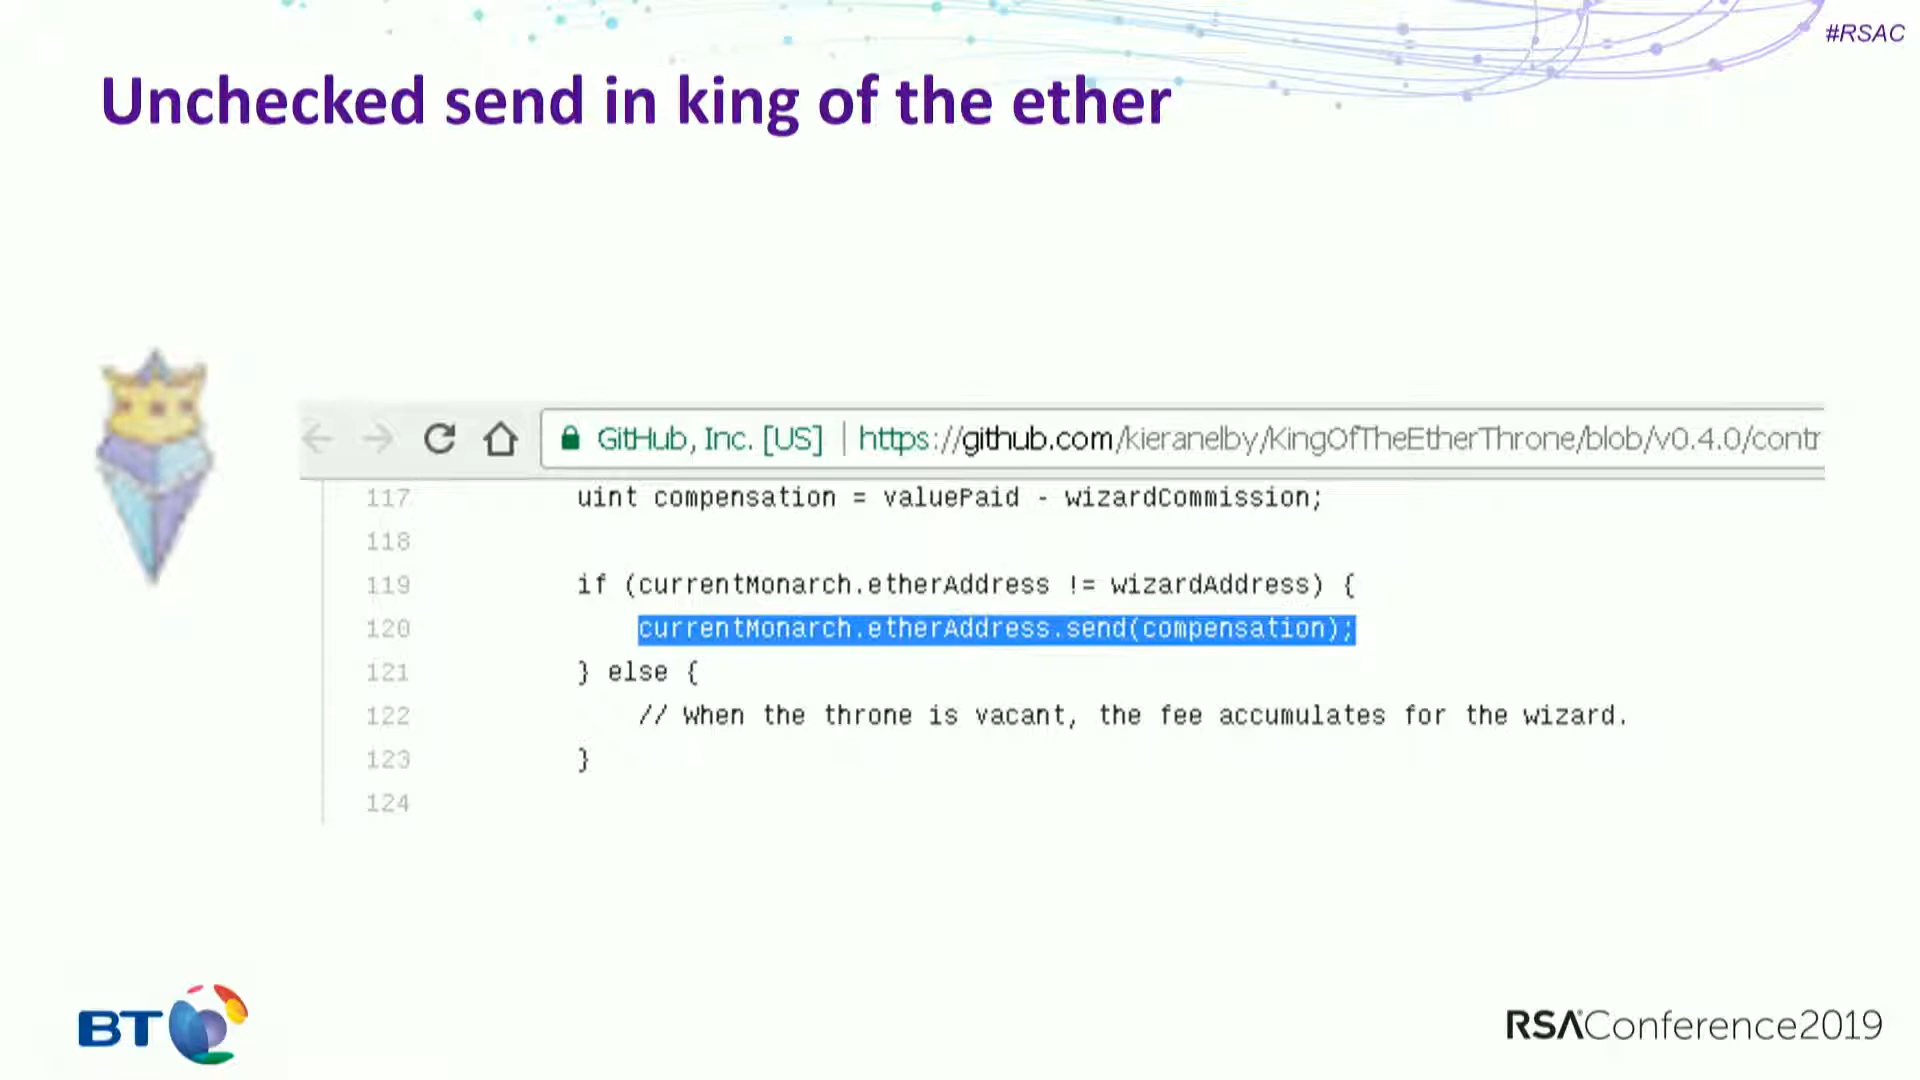 #RSAC
Unchecked send in king of the ether
GitHub, Inc. [US] | https://github.com/kieranelby/KingOfTheEtherThrone/blob/v0.4.0/contr
117 uint compensation = valuePaid - wizardCommission;
118
119 if (currentMonarch.etherAddress != wizardAddress) {
120 currentMonarch.etherAddress.send(compensation);
121 } else {
122 // When the throne is vacant, the fee accumulates for the wizard.
123 }
124
BT
RSAConference2019